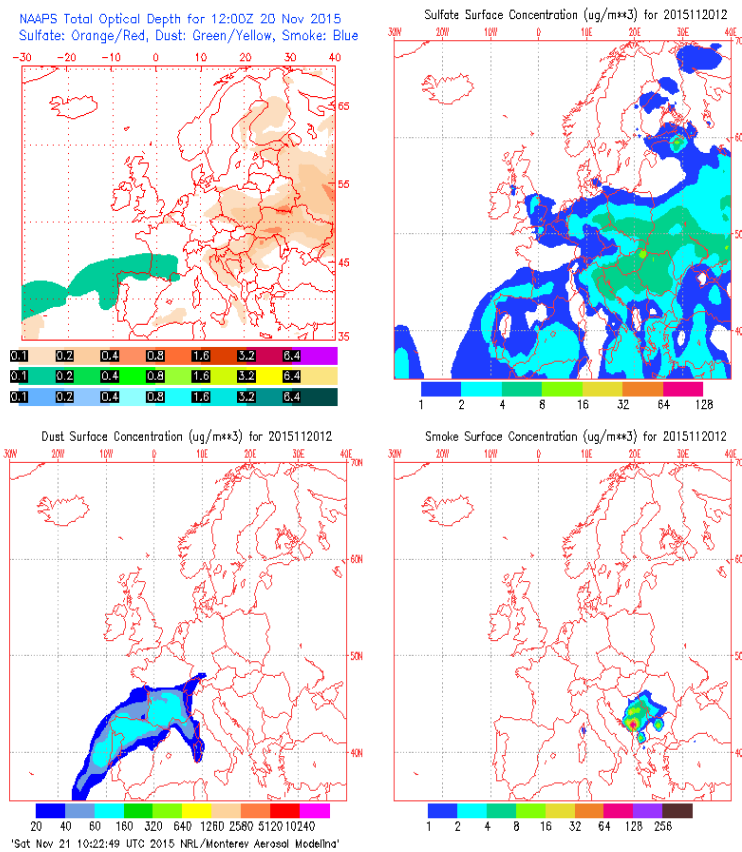 NAAPS Total Optical Depth for 12:00Z 20 Nov 2015
Sulfate: Orange/Red, Dust: Green/Yellow, Smoke: Blue
-30 -20 -10 0 10 20 30 40
65
55
45
35
0.1 0.2 0.4 0.8 1.6 3.2 6.4
0.1 0.2 0.4 0.8 1.6 3.2 6.4
0.1 0.2 0.4 0.8 1.6 3.2 6.4
Sulfate Surface Concentration (ug/m**3) for 2015112012
30W 20W 10W 0 10E 20E 30E 40E
70N
60N
50N
40N
1 2 4 8 16 32 64 128
Dust Surface Concentration (ug/m**3) for 2015112012
30W 20W 10W 0 10E 20E 30E 40E
70N
60N
50N
40N
20 40 80 160 320 640 1280 2560 5120 10240
'Sat Nov 21 10:22:49 UTC 2015 NRL/Monterey Aerosol Modeling'
Smoke Surface Concentration (ug/m**3) for 2015112012
30W 20W 10W 0 10E 20E 30E 40E
70N
60N
50N
40N
1 2 4 8 16 32 64 128 256